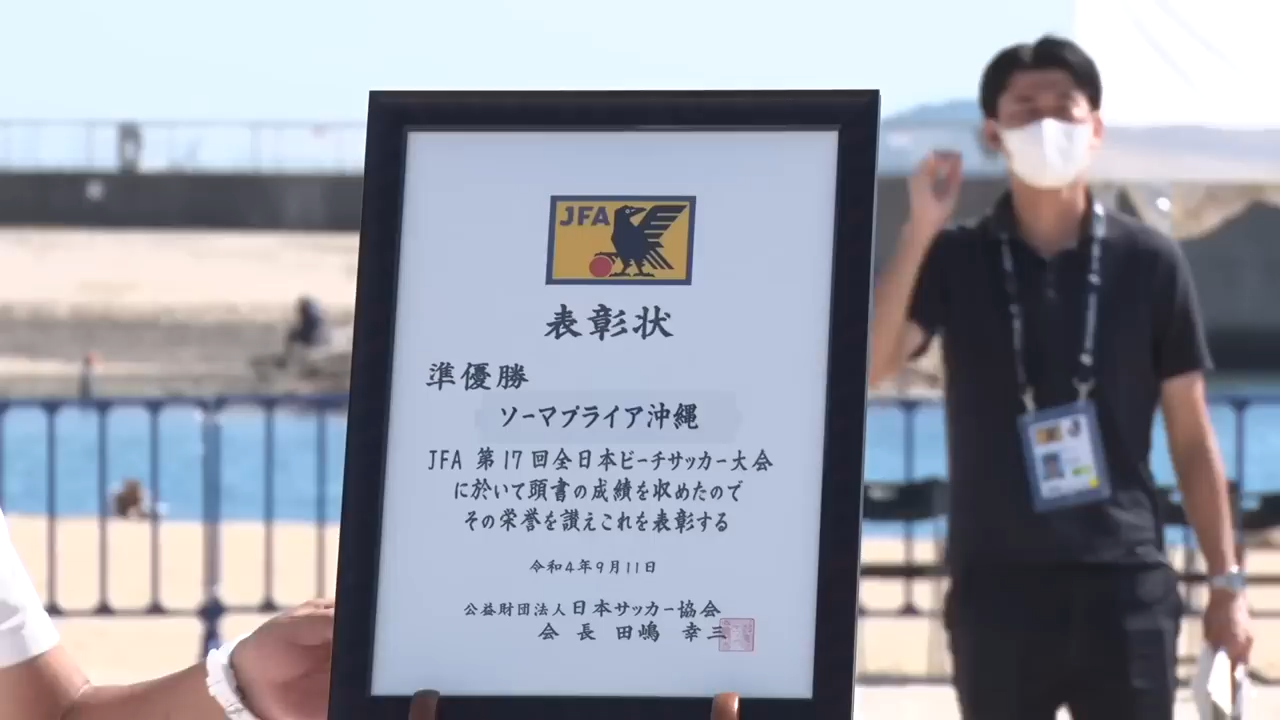 JFA
表彰状
準優勝
ソーマプライア沖縄
JFA 第17回全日本ビーチサッカー大会
に於いて頭書の成績を収めたので
その栄誉を讃えこれを表彰する
令和4年9月11日
公益財団法人日本サッカー協会
会長 田嶋 幸三